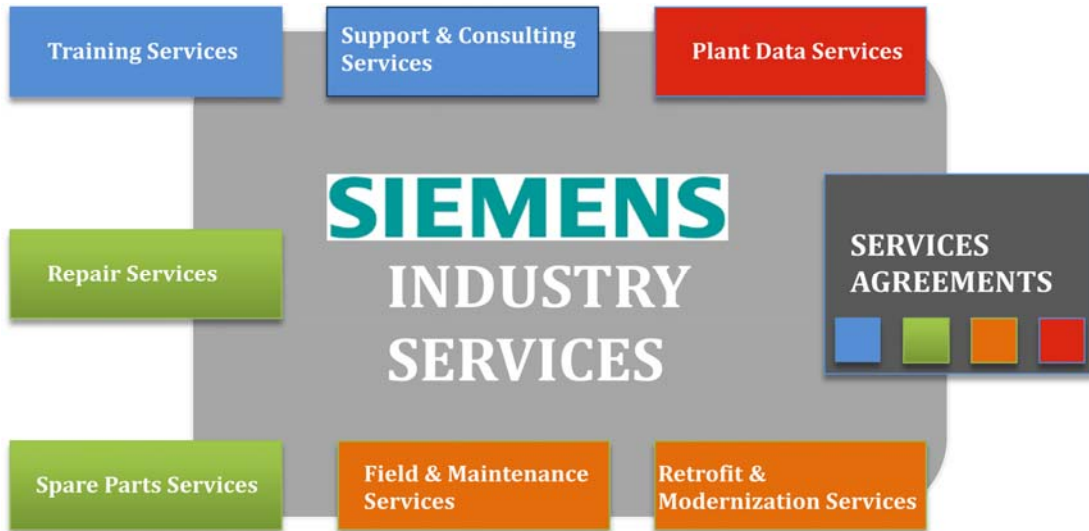 Training Services
Support & Consulting
Services
Plant Data Services
SIEMENS
INDUSTRY
SERVICES
Repair Services
SERVICES
AGREEMENTS
Spare Parts Services
Field & Maintenance
Services
Retrofit &
Modernization Services